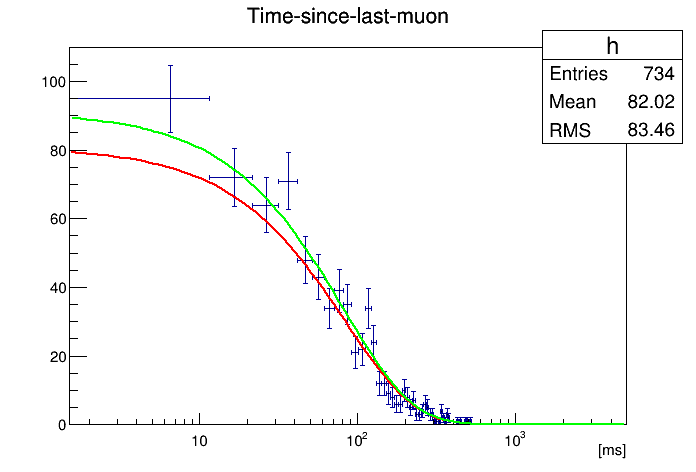 Time-since-last-muon
h
Entries 734
Mean 82.02
RMS 83.46
100
80
60
40
20
0
10
10²
10³
[ms]